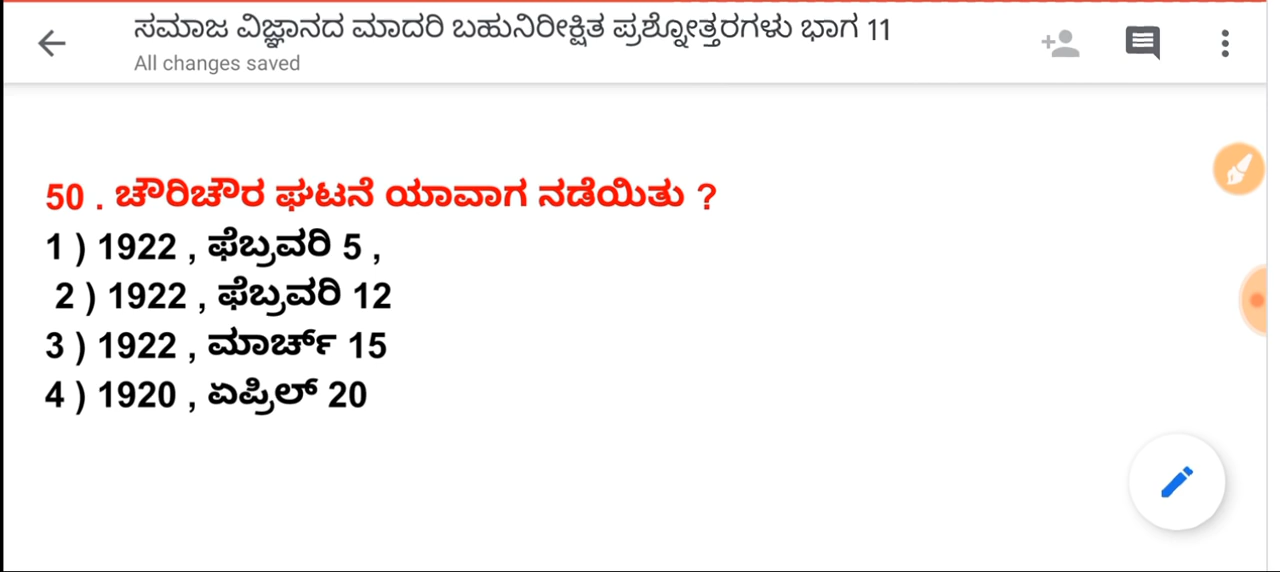 ಸಮಾಜ ವಿಜ್ಞಾನದ ಮಾದರಿ ಬಹುನಿರೀಕ್ಷಿತ ಪ್ರಶ್ನೋತ್ತರಗಳು ಭಾಗ 11
All changes saved
50 . ಚೌರಿಚೌರ ಘಟನೆ ಯಾವಾಗ ನಡೆಯಿತು ?
1 ) 1922 , ಫೆಬ್ರವರಿ 5 ,
2 ) 1922 , ಫೆಬ್ರವರಿ 12
3 ) 1922 , ಮಾರ್ಚ್ 15
4 ) 1920 , ಏಪ್ರಿಲ್ 20